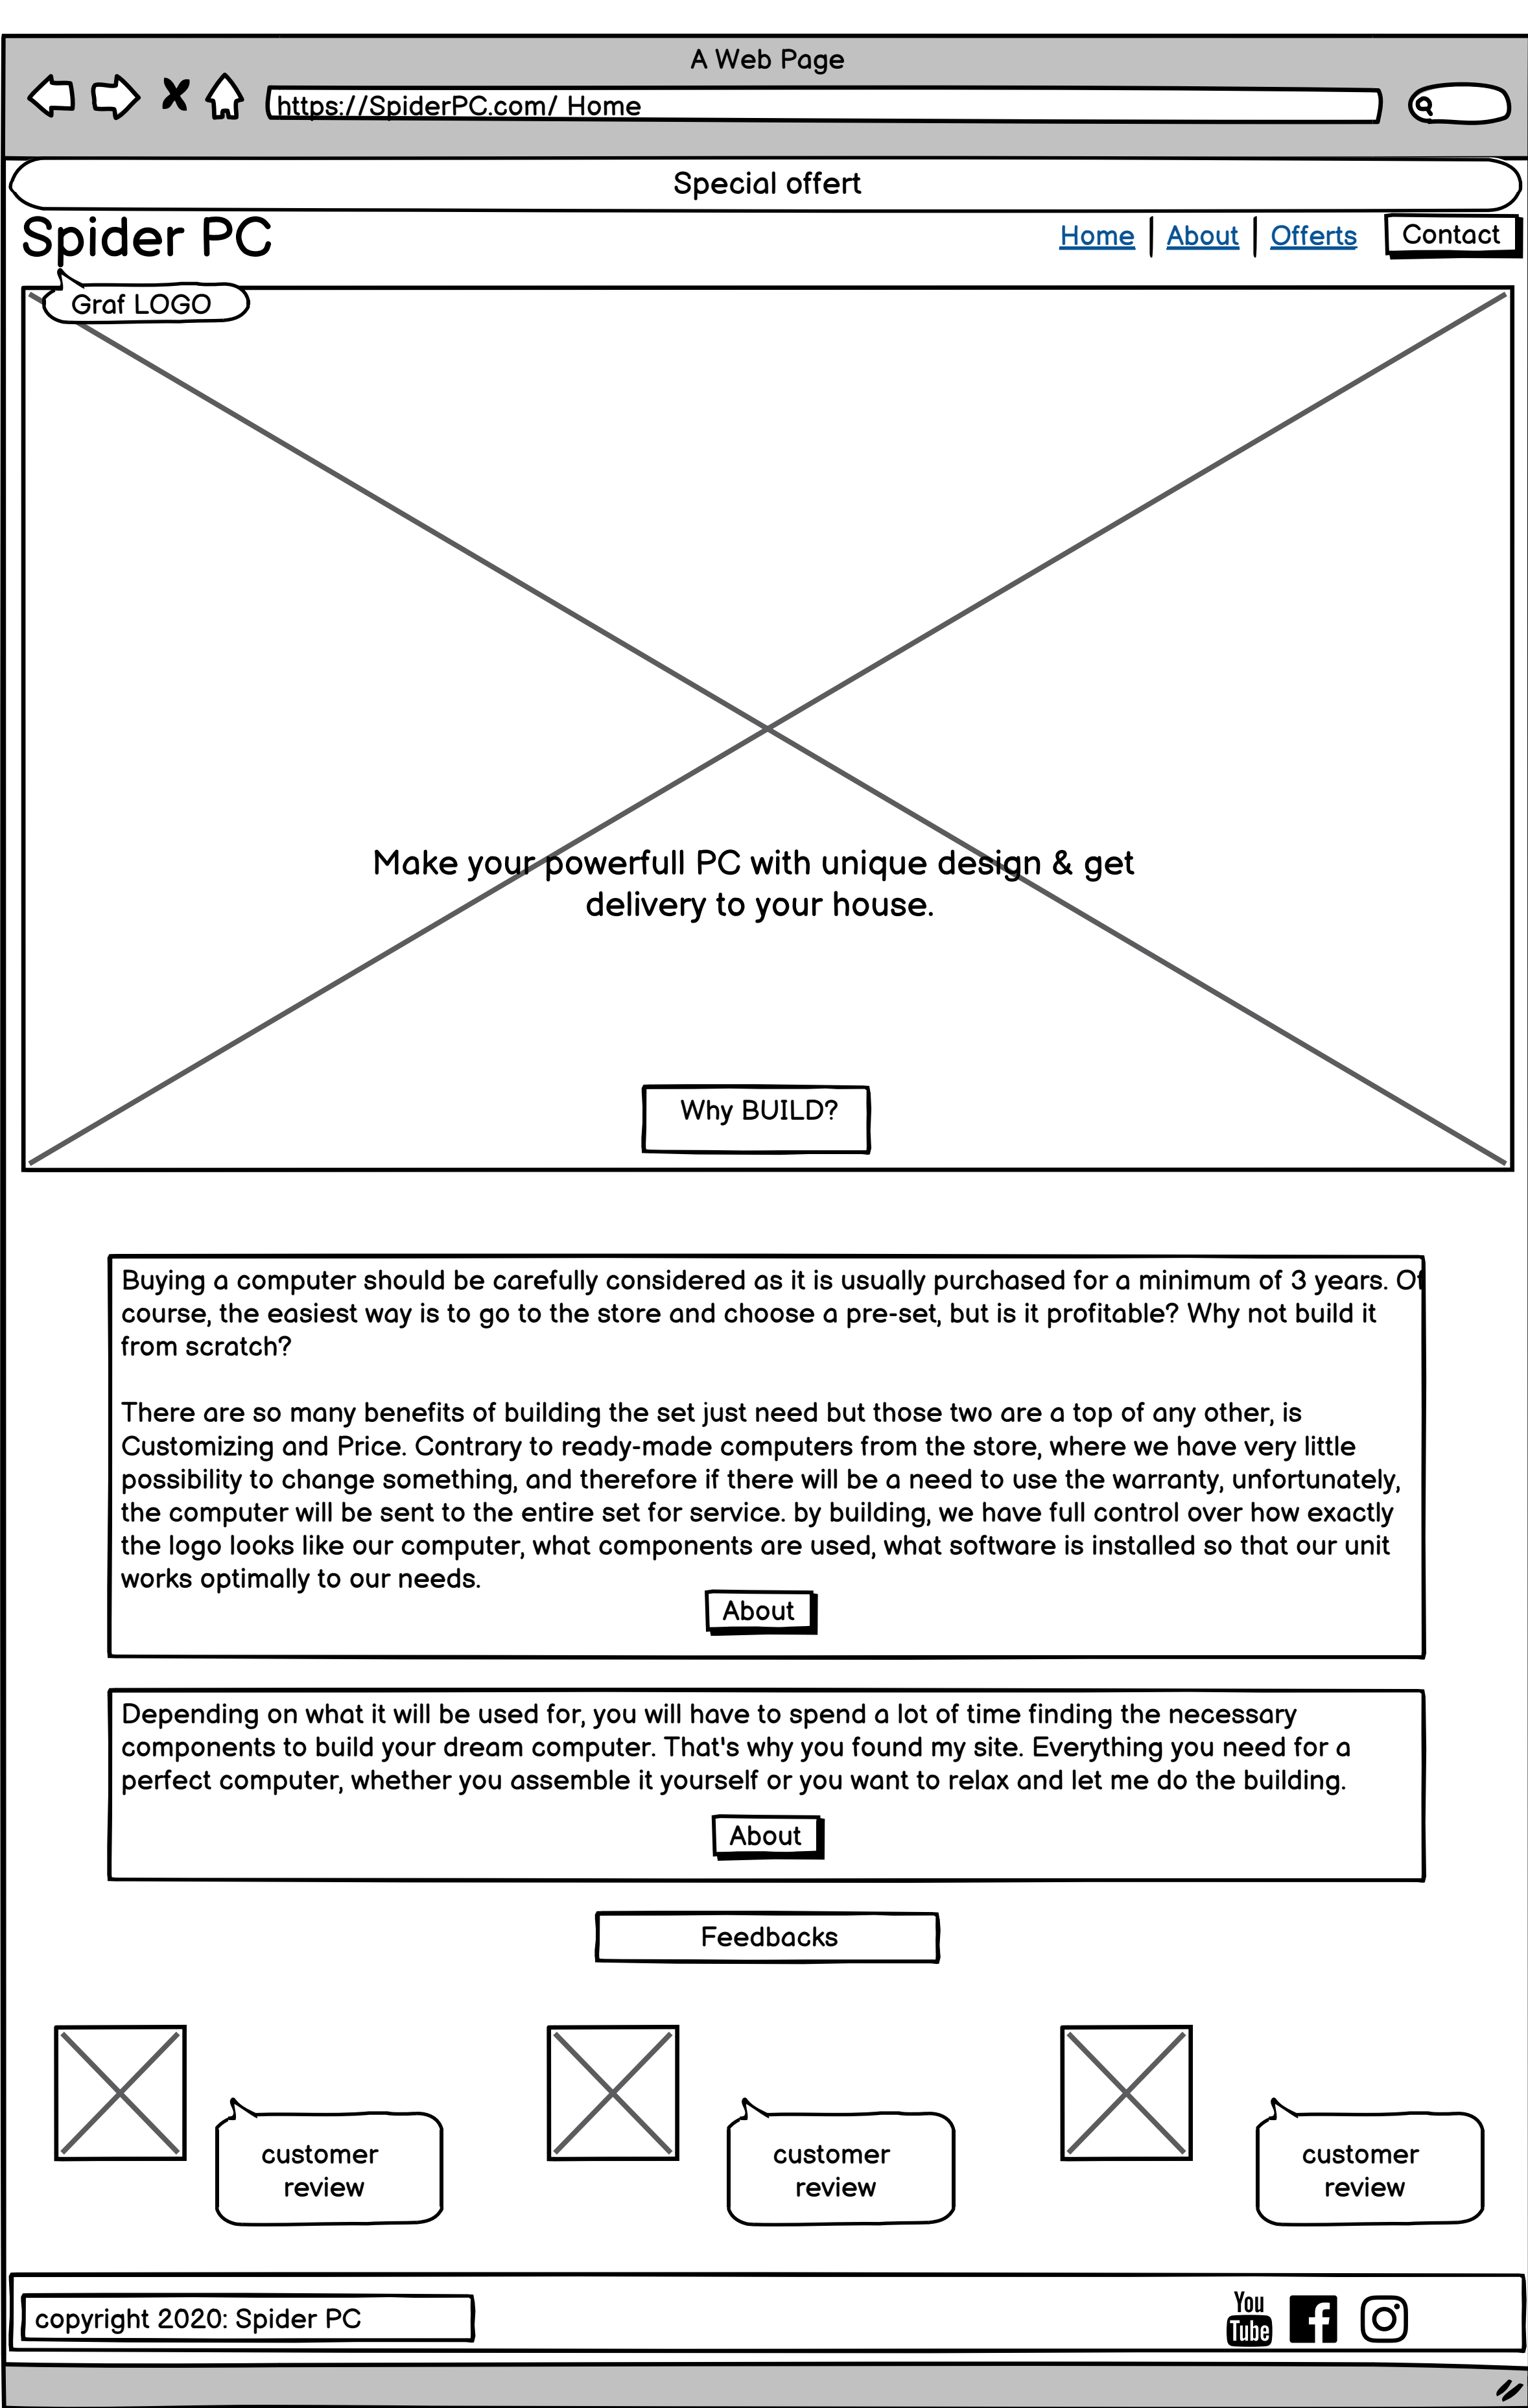 A Web Page
https://SpiderPC.com/ Home
Special offert
Spider PC
Home About Offerts Contact
Graf LOGO
Make your powerfull PC with unique design & get
delivery to your house.
Why BUILD?
Buying a computer should be carefully considered as it is usually purchased for a minimum of 3 years. Of
course, the easiest way is to go to the store and choose a pre-set, but is it profitable? Why not build it
from scratch?
There are so many benefits of building the set just need but those two are a top of any other, is
Customizing and Price. Contrary to ready-made computers from the store, where we have very little
possibility to change something, and therefore if there will be a need to use the warranty, unfortunately,
the computer will be sent to the entire set for service. by building, we have full control over how exactly
the logo looks like our computer, what components are used, what software is installed so that our unit
works optimally to our needs.
About
Depending on what it will be used for, you will have to spend a lot of time finding the necessary
components to build your dream computer. That's why you found my site. Everything you need for a
perfect computer, whether you assemble it yourself or you want to relax and let me do the building.
About
Feedbacks
customer
review
customer
review
customer
review
copyright 2020: Spider PC
You
Tube